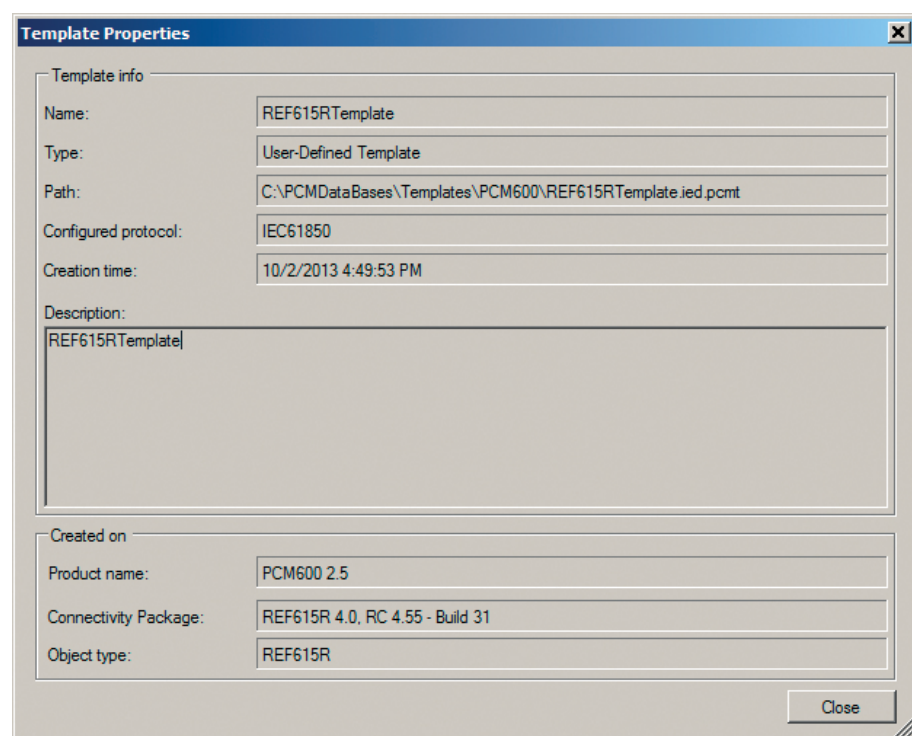 Template Properties
Template info
Name: REF615RTemplate
Type: User-Defined Template
Path: C:\PCMDataBases\Templates\PCM600\REF615RTemplate.ied.pcmt
Configured protocol: IEC61850
Creation time: 10/2/2013 4:49:53 PM
Description:
REF615RTemplate
Created on
Product name: PCM600 2.5
Connectivity Package: REF615R 4.0, RC 4.55 - Build 31
Object type: REF615R
Close